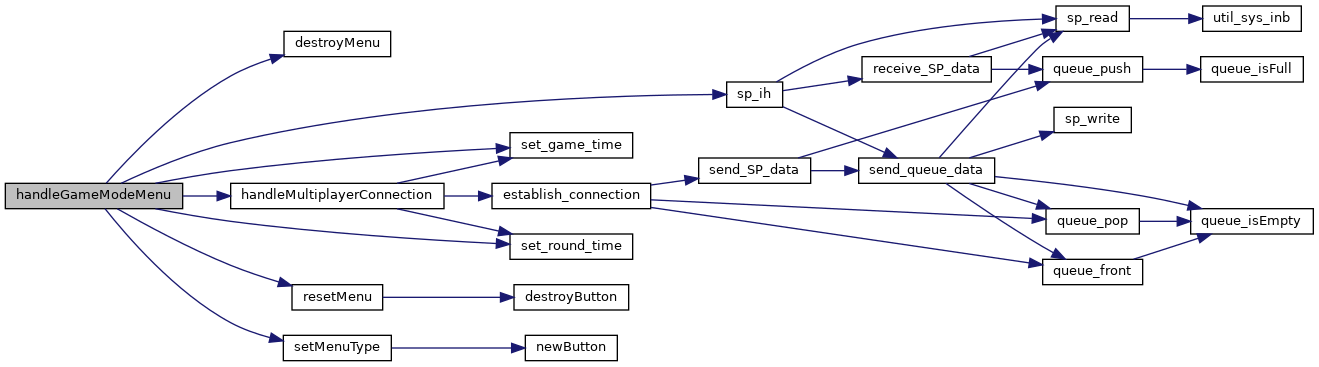 handleGameModeMenu
destroyMenu
sp_ih
set_game_time
handleMultiplayerConnection
set_round_time
resetMenu
setMenuType
establish_connection
destroyButton
newButton
send_SP_data
receive_SP_data
send_queue_data
sp_read
queue_push
sp_write
queue_pop
queue_front
util_sys_inb
queue_isFull
queue_isEmpty